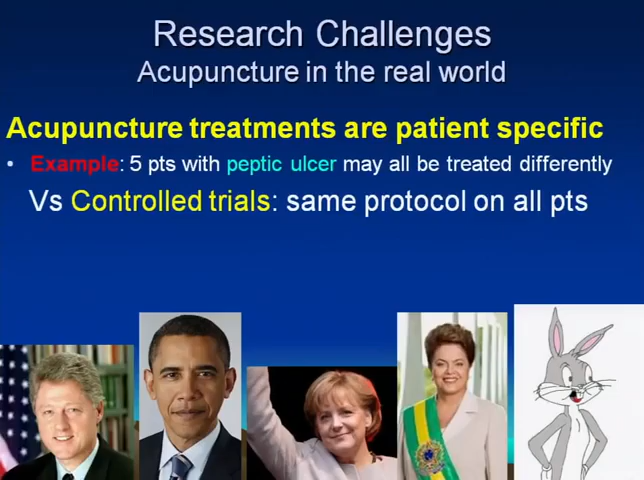 Research Challenges
Acupuncture in the real world
Acupuncture treatments are patient specific
• Example: 5 pts with peptic ulcer may all be treated differently
Vs Controlled trials: same protocol on all pts